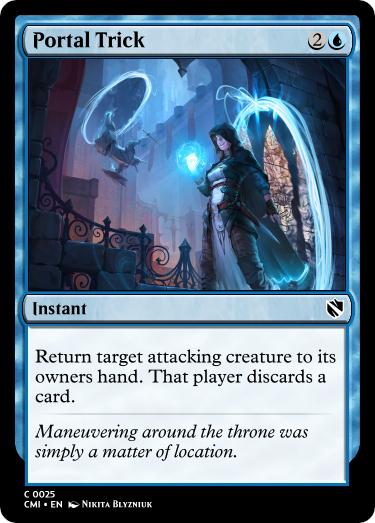 Portal Trick 2
Instant
Return target attacking creature to its
owners hand. That player discards a
card.
Maneuvering around the throne was
simply a matter of location.
C 0025
CMI • EN Nikita Blyzniuk